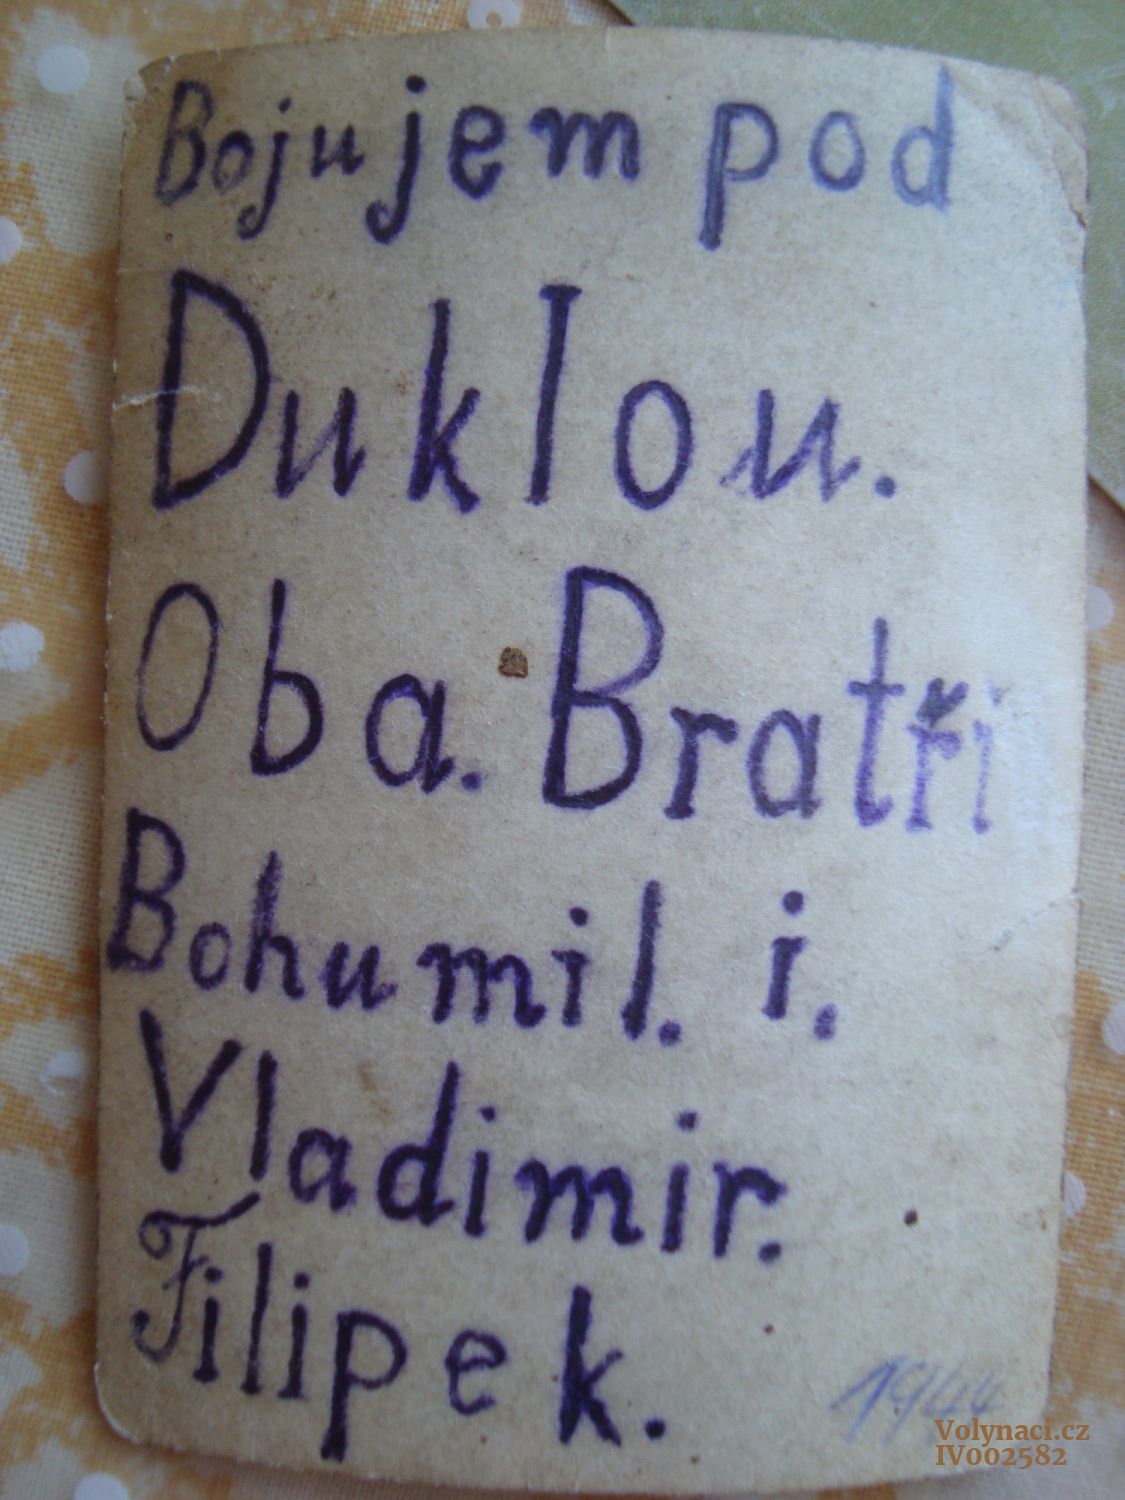 Bojujem pod
Duklou.
Oba. Bratři
Bohumil. i.
Vladimir.
Filipek.
1944
Volynaci.cz
IV002582